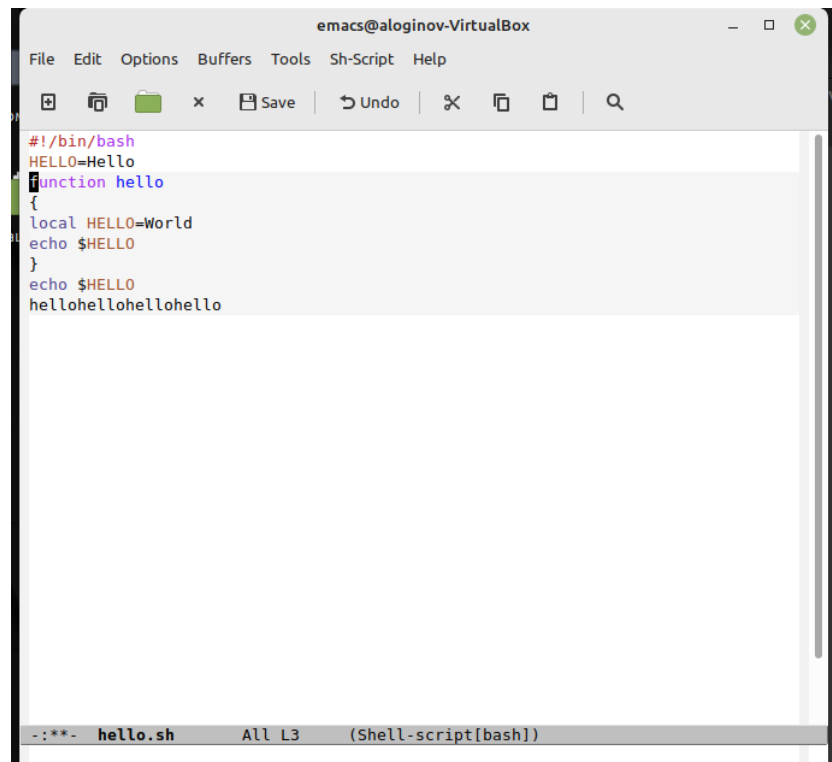 emacs@aloginov-VirtualBox
File Edit Options Buffers Tools Sh-Script Help
Save Undo
#!/bin/bash
HELLO=Hello
function hello
{
local HELLO=World
echo $HELLO
}
echo $HELLO
hellohellohellohello
-:**- hello.sh All L3 (Shell-script[bash])